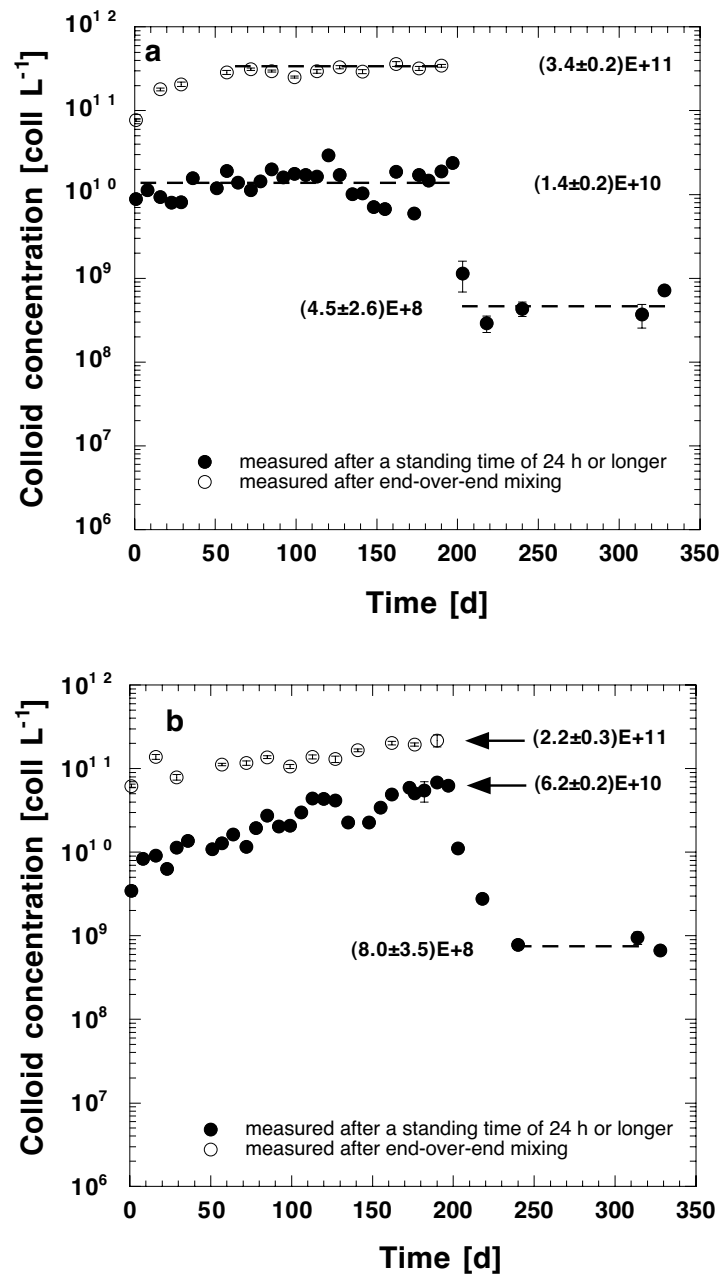 a
Colloid concentration [coll L⁻¹]
10¹²
10¹¹
10¹⁰
10⁹
10⁸
10⁷
10⁶
(3.4±0.2)E+11
(1.4±0.2)E+10
(4.5±2.6)E+8
● measured after a standing time of 24 h or longer
○ measured after end-over-end mixing
0 50 100 150 200 250 300 350
Time [d]
b
Colloid concentration [coll L⁻¹]
10¹²
10¹¹
10¹⁰
10⁹
10⁸
10⁷
10⁶
(2.2±0.3)E+11
(6.2±0.2)E+10
(8.0±3.5)E+8
● measured after a standing time of 24 h or longer
○ measured after end-over-end mixing
0 50 100 150 200 250 300 350
Time [d]